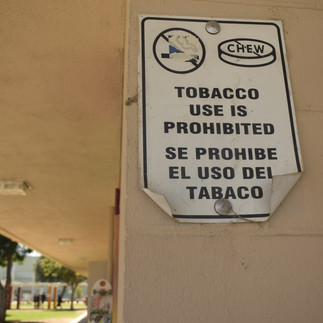 CHEW
TOBACCO
USE IS
PROHIBITED
SE PROHIBE
EL USO DEL
TABACO